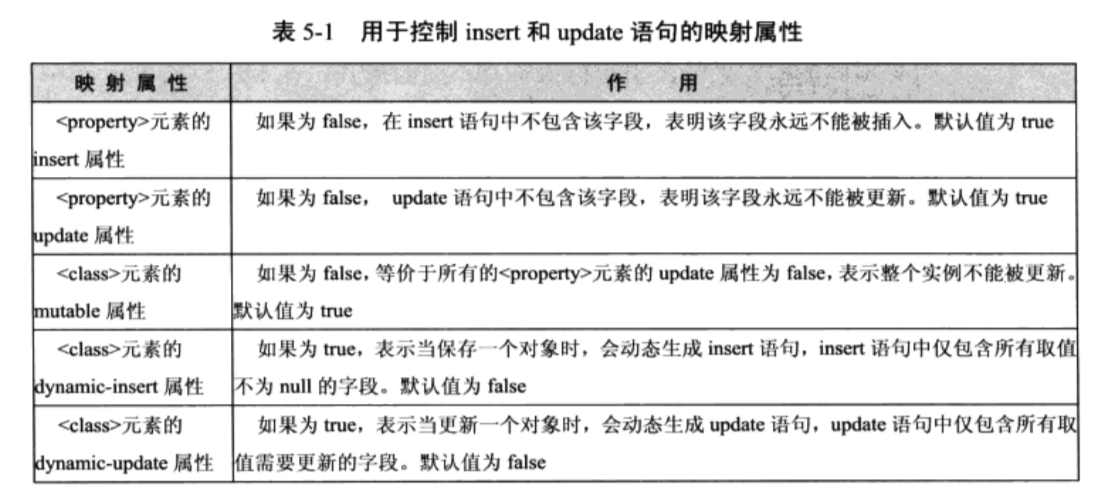 表 5-1 用于控制 insert 和 update 语句的映射属性
映射属性 作用
<property>元素的
insert 属性
如果为 false，在 insert 语句中不包含该字段，表明该字段永远不能被插入。默认值为 true
<property>元素的
update 属性
如果为 false， update 语句中不包含该字段，表明该字段永远不能被更新。默认值为 true
<class>元素的
mutable 属性
如果为 false，等价于所有的<property>元素的 update 属性为 false，表示整个实例不能被更新。
默认值为 true
<class>元素的
dynamic-insert 属性
如果为 true，表示当保存一个对象时，会动态生成 insert 语句，insert 语句中仅包含所有取值
不为 null 的字段。默认值为 false
<class>元素的
dynamic-update 属性
如果为 true，表示当更新一个对象时，会动态生成 update 语句，update 语句中仅包含所有取
值需要更新的字段。默认值为 false